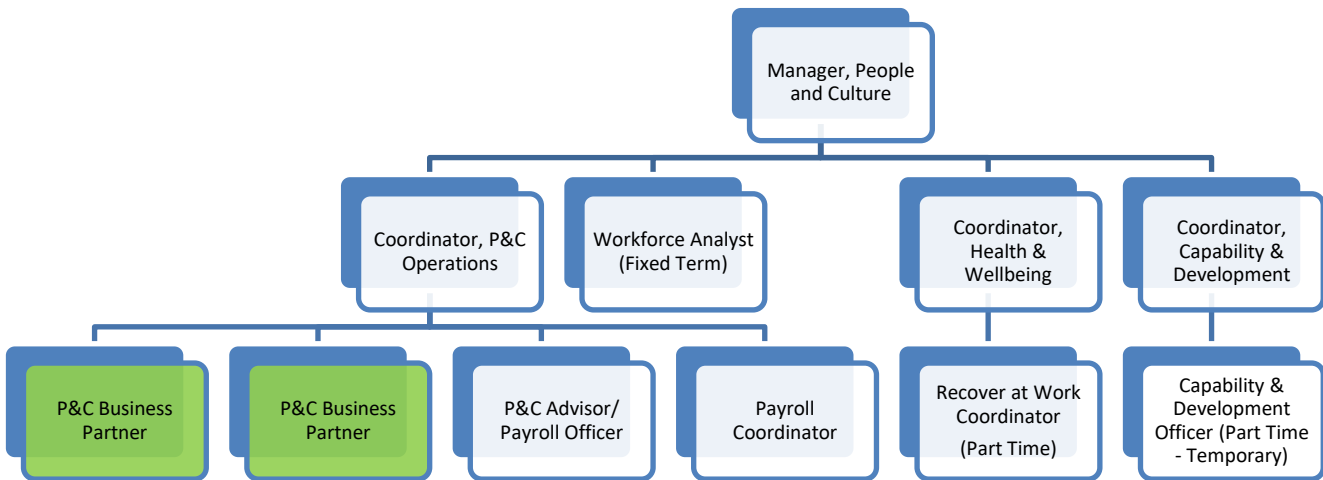 Manager, People
and Culture
Coordinator, P&C
Operations
Workforce Analyst
(Fixed Term)
Coordinator,
Health &
Wellbeing
Coordinator,
Capability &
Development
P&C Business
Partner
P&C Business
Partner
P&C Advisor/
Payroll Officer
Payroll
Coordinator
Recover at Work
Coordinator
(Part Time)
Capability &
Development
Officer (Part Time
- Temporary)